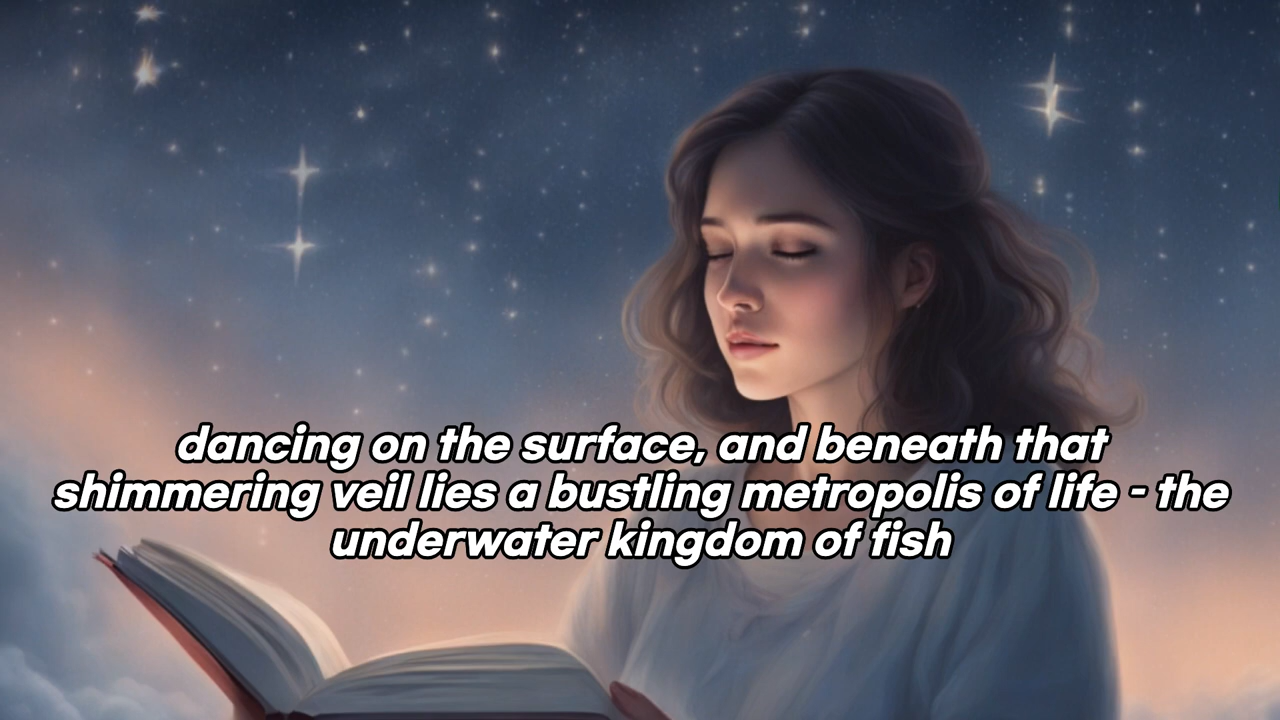 dancing on the surface, and beneath that
shimmering veil lies a bustling metropolis of life - the
underwater kingdom of fish